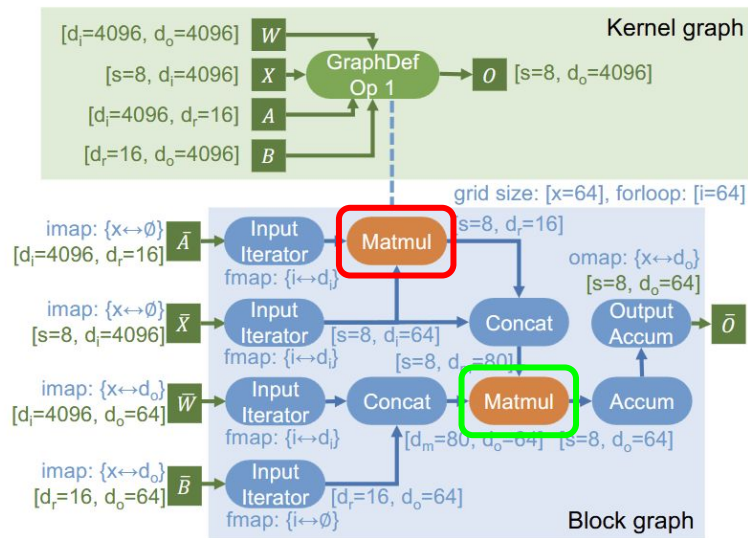 Kernel graph
[dᵢ=4096, dₒ=4096] W
[s=8, dᵢ=4096] X
[dᵢ=4096, dᵣ=16] A
[dᵣ=16, dₒ=4096] B
GraphDef
Op 1
O [s=8, dₒ=4096]
grid size: [x=64], forloop: [i=64]
imap: {x↔∅}
[dᵢ=4096, dᵣ=16]
Ā
Input
Iterator
fmap: {i↔dᵢ}
Matmul
[s=8, dᵣ=16]
imap: {x↔∅}
[s=8, dᵢ=4096]
X̄
Input
Iterator
fmap: {i↔dᵢ}
[s=8, dᵢ=64]
Concat
[s=8, dₘ=80]
omap: {x↔dₒ}
[s=8, dₒ=64]
Output
Accum
Ō
imap: {x↔dₒ}
[dᵢ=4096, dₒ=64]
W̄
Input
Iterator
fmap: {i↔dᵢ}
Concat
[dₘ=80, dₒ=64]
Matmul
[s=8, dₒ=64]
Accum
imap: {x↔dₒ}
[dᵣ=16, dₒ=64]
B̄
Input
Iterator
fmap: {i↔∅}
[dᵣ=16, dₒ=64]
Block graph